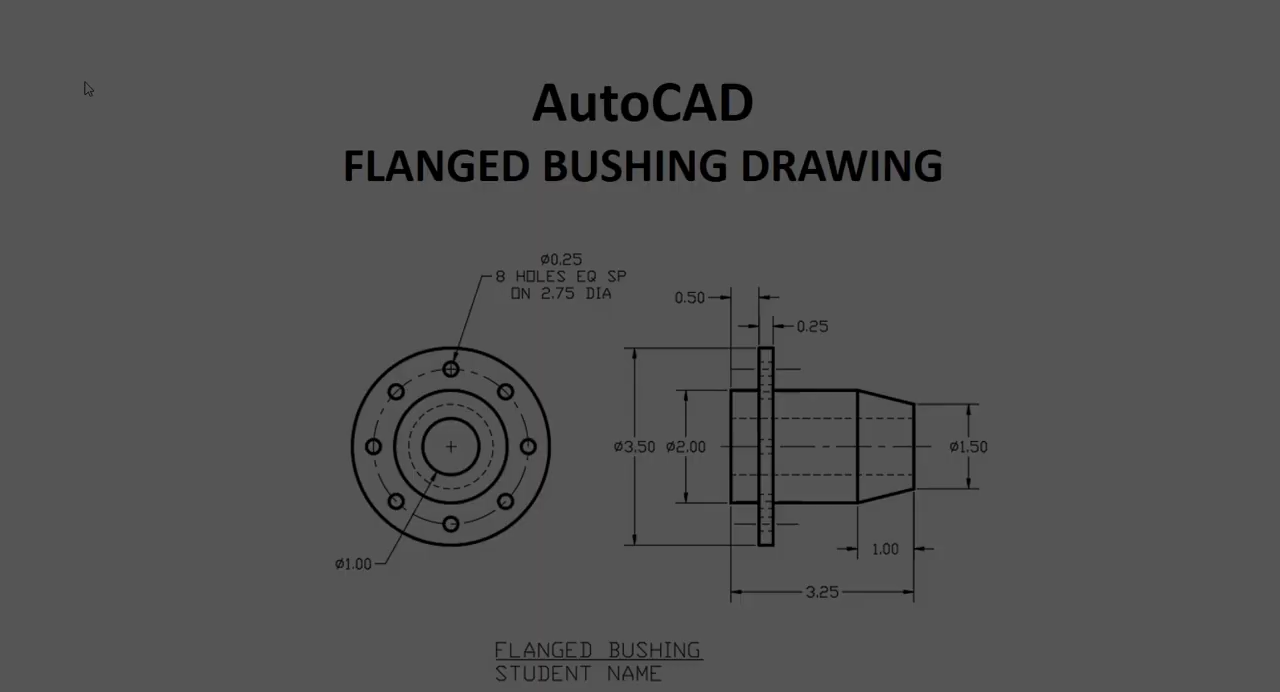 AutoCAD
FLANGED BUSHING DRAWING
Ø0.25
8 HOLES EQ SP
ON 2.75 DIA
0.50
0.25
Ø3.50
Ø2.00
Ø1.50
1.00
Ø1.00
3.25
FLANGED BUSHING
STUDENT NAME